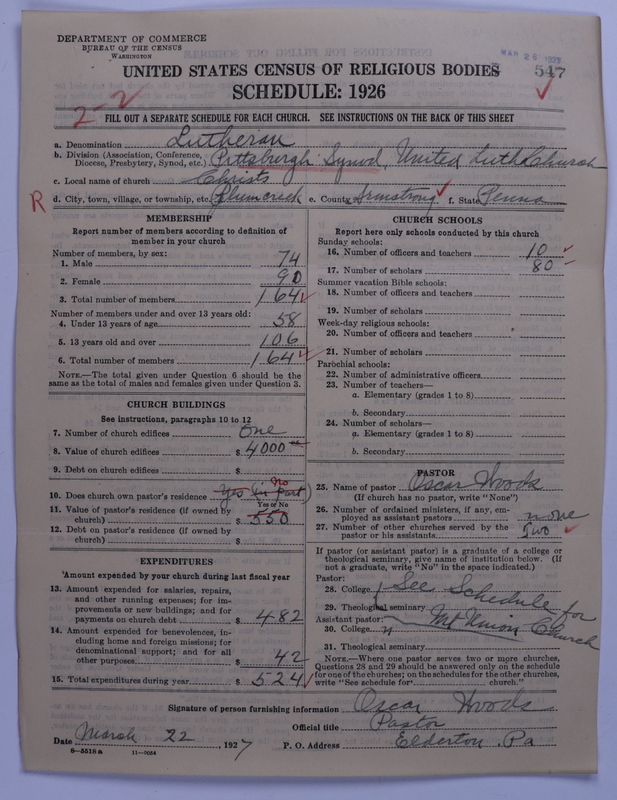 DEPARTMENT OF COMMERCE
BUREAU OF THE CENSUS
WASHINGTON
MAR 26 1927
UNITED STATES CENSUS OF RELIGIOUS BODIES
547
SCHEDULE: 1926
2-2
FILL OUT A SEPARATE SCHEDULE FOR EACH CHURCH. SEE INSTRUCTIONS ON THE BACK OF THIS SHEET
a. Denomination Lutheran
b. Division (Association, Conference, Diocese, Presbytery, Synod, etc.) Pittsburgh Synod, United Luth Church
c. Local name of church Christs
R
d. City, town, village, or township, etc. Plumcreek e. County Armstrong f. State Penna
MEMBERSHIP
Report number of members according to definition of
member in your church
Number of members, by sex:
1. Male 74
2. Female 90
3. Total number of members 164
Number of members under and over 13 years old:
4. Under 13 years of age 58
5. 13 years old and over 106
6. Total number of members 164
NOTE.—The total given under Question 6 should be the
same as the total of males and females given under Question 3.
CHURCH BUILDINGS
See instructions, paragraphs 10 to 12
7. Number of church edifices One
8. Value of church edifices $ 4000
9. Debt on church edifices $
No
10. Does church own pastor's residence Yes (in part)
Yes or No
11. Value of pastor's residence (if owned by
church) $ 550
12. Debt on pastor's residence (if owned by
church) $
EXPENDITURES
Amount expended by your church during last fiscal year
13. Amount expended for salaries, repairs,
and other running expenses; for im-
provements or new buildings; and for
payments on church debt $ 482
14. Amount expended for benevolences, in-
cluding home and foreign missions; for
denominational support; and for all
other purposes $ 42
15. Total expenditures during year $ 524
CHURCH SCHOOLS
Report here only schools conducted by this church
Sunday schools:
16. Number of officers and teachers 10
17. Number of scholars 80
Summer vacation Bible schools:
18. Number of officers and teachers
19. Number of scholars
Week-day religious schools:
20. Number of officers and teachers
21. Number of scholars
Parochial schools:
22. Number of administrative officers
23. Number of teachers—
a. Elementary (grades 1 to 8)
b. Secondary
24. Number of scholars—
a. Elementary (grades 1 to 8)
b. Secondary
PASTOR
25. Name of pastor Oscar Woods
(If church has no pastor, write "None")
26. Number of ordained ministers, if any, em-
ployed as assistant pastors none
27. Number of other churches served by the
pastor or his assistants Two
If pastor (or assistant pastor) is a graduate of a college or
theological seminary, give name of institution below. (If
not a graduate, write "No" in the space indicated.)
Pastor:
28. College See Schedule for
29. Theological seminary
Assistant pastor: Mt Union Church
30. College "
31. Theological seminary
NOTE.—Where one pastor serves two or more churches,
Questions 28 and 29 should be answered only on the schedule
for one of the churches; on the schedules for the other churches,
write "See schedule for church."
Signature of person furnishing information Oscar Woods
Official title Pastor
Date March 22, 1927 P. O. Address Elderton, Pa
8-5518 a 11-9054